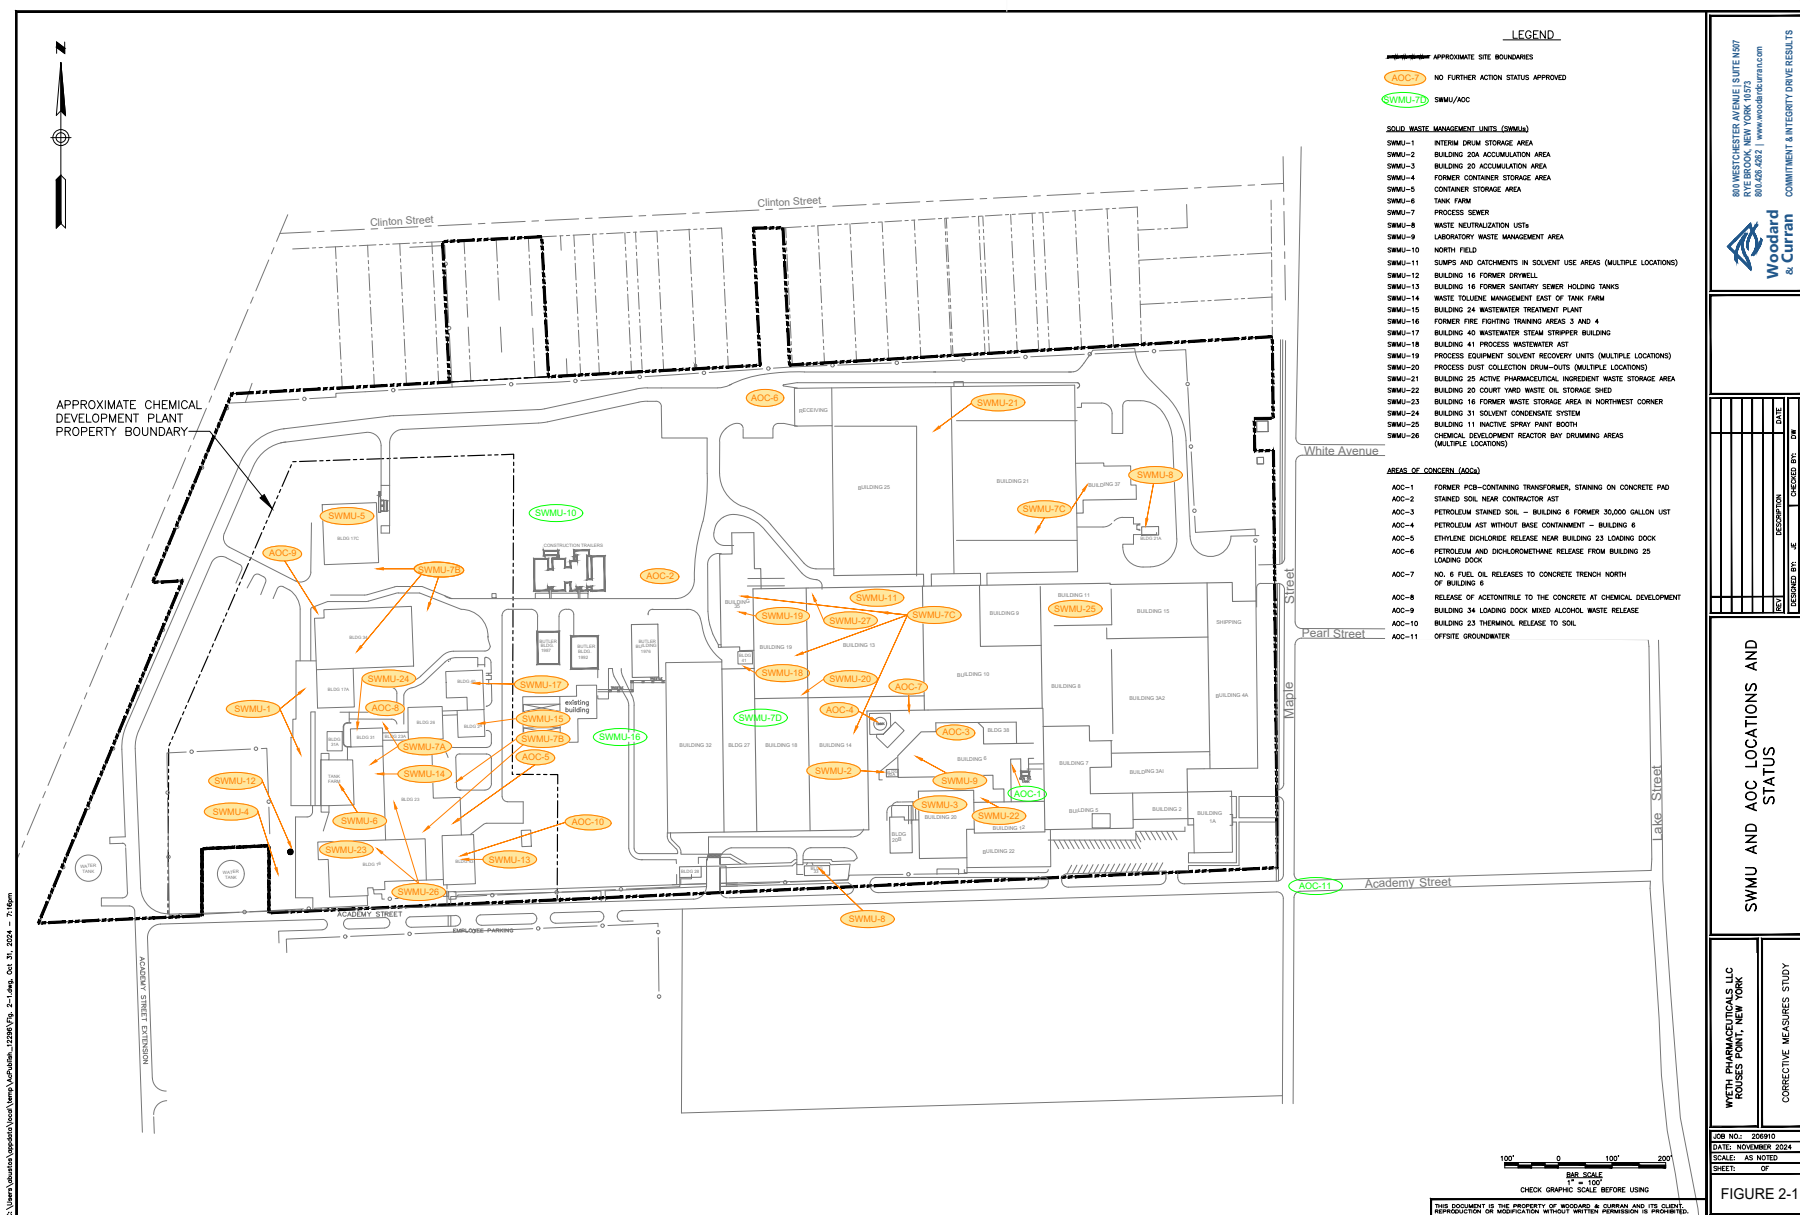 N
LEGEND
APPROXIMATE SITE BOUNDARIES
AOC-7 NO FURTHER ACTION STATUS APPROVED
SWMU-7D SWMU/AOC
SOLID WASTE MANAGEMENT UNITS (SWMUs)
SWMU-1 INTERIM DRUM STORAGE AREA
SWMU-2 BUILDING 20A ACCUMULATION AREA
SWMU-3 BUILDING 20 ACCUMULATION AREA
SWMU-4 FORMER CONTAINER STORAGE AREA
SWMU-5 CONTAINER STORAGE AREA
SWMU-6 TANK FARM
SWMU-7 PROCESS SEWER
SWMU-8 WASTE NEUTRALIZATION USTs
SWMU-9 LABORATORY WASTE MANAGEMENT AREA
SWMU-10 NORTH FIELD
SWMU-11 SUMPS AND CATCHMENTS IN SOLVENT USE AREAS (MULTIPLE LOCATIONS)
SWMU-12 BUILDING 16 FORMER DRYWELL
SWMU-13 BUILDING 16 FORMER SANITARY SEWER HOLDING TANKS
SWMU-14 WASTE TOLUENE MANAGEMENT EAST OF TANK FARM
SWMU-15 BUILDING 24 WASTEWATER TREATMENT PLANT
SWMU-16 FORMER FIRE FIGHTING TRAINING AREAS 3 AND 4
SWMU-17 BUILDING 40 WASTEWATER STEAM STRIPPER BUILDING
SWMU-18 BUILDING 41 PROCESS WASTEWATER AST
SWMU-19 PROCESS EQUIPMENT SOLVENT RECOVERY UNITS (MULTIPLE LOCATIONS)
SWMU-20 PROCESS DUST COLLECTION DRUM-OUTS (MULTIPLE LOCATIONS)
SWMU-21 BUILDING 25 ACTIVE PHARMACEUTICAL INGREDIENT WASTE STORAGE AREA
SWMU-22 BUILDING 20 COURT YARD WASTE OIL STORAGE SHED
SWMU-23 BUILDING 16 FORMER WASTE STORAGE AREA IN NORTHWEST CORNER
SWMU-24 BUILDING 31 SOLVENT CONDENSATE SYSTEM
SWMU-25 BUILDING 11 INACTIVE SPRAY PAINT BOOTH
SWMU-26 CHEMICAL DEVELOPMENT REACTOR BAY DRUMMING AREAS
(MULTIPLE LOCATIONS)
AREAS OF CONCERN (AOCs)
AOC-1 FORMER PCB-CONTAINING TRANSFORMER, STAINING ON CONCRETE PAD
AOC-2 STAINED SOIL NEAR CONTRACTOR AST
AOC-3 PETROLEUM STAINED SOIL - BUILDING 6 FORMER 30,000 GALLON UST
AOC-4 PETROLEUM AST WITHOUT BASE CONTAINMENT - BUILDING 6
AOC-5 ETHYLENE DICHLORIDE RELEASE NEAR BUILDING 23 LOADING DOCK
AOC-6 PETROLEUM AND DICHLOROMETHANE RELEASE FROM BUILDING 25
LOADING DOCK
AOC-7 NO. 6 FUEL OIL RELEASES TO CONCRETE TRENCH NORTH
OF BUILDING 6
AOC-8 RELEASE OF ACETONITRILE TO THE CONCRETE AT CHEMICAL DEVELOPMENT
AOC-9 BUILDING 34 LOADING DOCK MIXED ALCOHOL WASTE RELEASE
AOC-10 BUILDING 23 THERMINOL RELEASE TO SOIL
AOC-11 OFFSITE GROUNDWATER
Clinton Street
Clinton Street
APPROXIMATE CHEMICAL
DEVELOPMENT PLANT
PROPERTY BOUNDARY
AOC-6
RECEIVING
SWMU-21
White Avenue
BUILDING 25
BUILDING 21
BUILDING 37
SWMU-8
SWMU-7C
BLDG 21A
SWMU-5
BLDG 17C
SWMU-10
CONSTRUCTION TRAILERS
AOC-9
SWMU-7B
AOC-2
BUILDING
35
SWMU-11
SWMU-19
SWMU-27
SWMU-7C
BUILDING 9
BUILDING 11
SWMU-25
BUILDING 15
SHIPPING
Maple Street
Pearl Street
BUTLER
BLDG
1987
BUTLER
BLDG
1982
BUTLER
BUILDING
1976
BLDG
41
BUILDING 19
BUILDING 13
SWMU-18
SWMU-20
AOC-7
BUILDING 10
BUILDING 8
BUILDING 3A2
BUILDING 4A
SWMU-24
BLDG 17A
SWMU-1
AOC-8
SWMU-17
existing
building
SWMU-15
SWMU-7B
SWMU-16
SWMU-7D
AOC-4
AOC-3
BLDG 38
BLDG 29
BLDG 31
BLDG 23A
BLDG
31A
SWMU-7A
AOC-5
BUILDING 32
BLDG 27
BUILDING 18
BUILDING 14
BUILDING 6
BUILDING 7
BUILDING 3A1
SWMU-12
TANK
FARM
SWMU-14
SWMU-2
SWMU-9
AOC-1
SWMU-4
BLDG 23
SWMU-6
AOC-10
SWMU-3
BUILDING 20
SWMU-22
BUILDING 12
BUILDING 5
BUILDING 2
BUILDING
1A
BLDG
20B
BUILDING 22
SWMU-23
BLDG 16
SWMU-13
SWMU-26
WATER
TANK
WATER
TANK
BLDG 28
SWMU-8
AOC-11
Academy Street
Lake Street
ACADEMY STREET
EMPLOYEE PARKING
ACADEMY STREET EXTENSION
100' 0 100' 200'
BAR SCALE
1" = 100'
CHECK GRAPHIC SCALE BEFORE USING
THIS DOCUMENT IS THE PROPERTY OF WOODARD & CURRAN AND ITS CLIENT.
REPRODUCTION OR MODIFICATION WITHOUT WRITTEN PERMISSION IS PROHIBITED.
800 WESTCHESTER AVENUE | SUITE N507
RYE BROOK, NEW YORK 10573
800.426.4262 | www.woodardcurran.com
COMMITMENT & INTEGRITY DRIVE RESULTS
Woodard
& Curran
REV DESCRIPTION DATE
DESIGNED BY: JE CHECKED BY: DW
SWMU AND AOC LOCATIONS AND
STATUS
WYETH PHARMACEUTICALS LLC
ROUSES POINT, NEW YORK
CORRECTIVE MEASURES STUDY
JOB NO.: 206910
DATE: NOVEMBER 2024
SCALE: AS NOTED
SHEET: OF
FIGURE 2-1